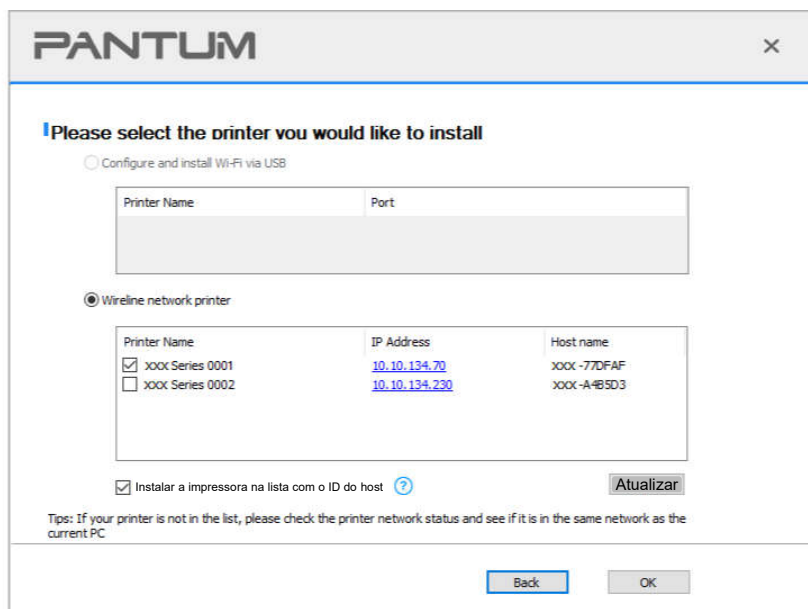 PANTUM
Please select the printer you would like to install
Configure and install Wi-Fi via USB
Printer Name Port
Wireline network printer
Printer Name IP Address Host name
XXX Series 0001 10.10.134.70 XXX -77DFAF
XXX Series 0002 10.10.134.230 XXX -A4B5D3
Instalar a impressora na lista com o ID do host ? Atualizar
Tips: If your printer is not in the list, please check the printer network status and see if it is in the same network as the
current PC
Back OK